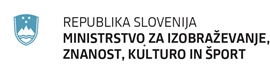 REPUBLIKA SLOVENIJA
MINISTRSTVO ZA IZOBRAŽEVANJE,
ZNANOST, KULTURO IN ŠPORT